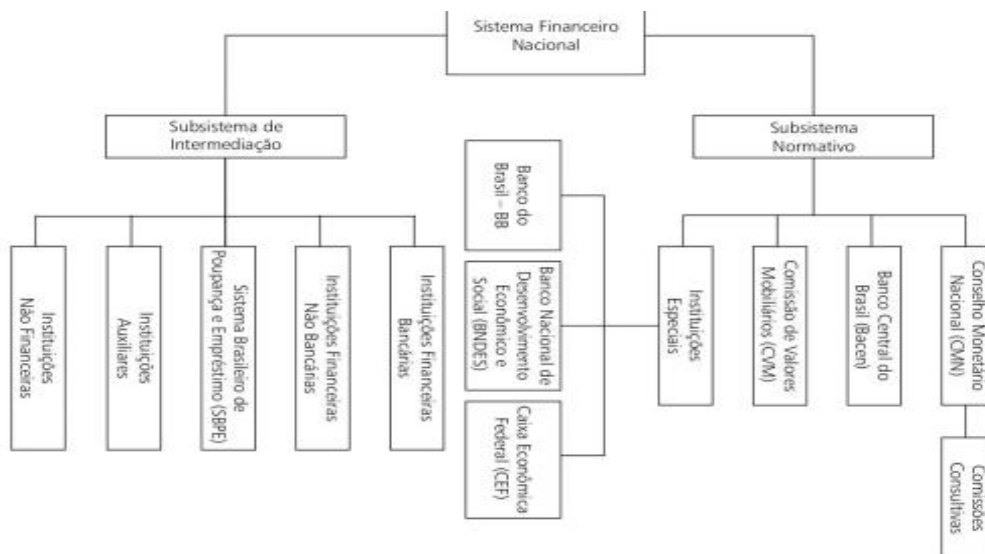 Sistema Financeiro
Nacional
Subsistema de
Intermediação
Subsistema
Normativo
Banco do
Brasil – BB
Banco Nacional de
Desenvolvimento
Econômico e
Social (BNDES)
Caixa Econômica
Federal (CEF)
Instituições
Não Financeiras
Instituições
Auxiliares
Sistema Brasileiro de
Poupança e Empréstimo (SBPE)
Instituições Financeiras
Não Bancárias
Instituições Financeiras
Bancárias
Instituições
Especiais
Comissão de Valores
Mobiliários (CVM)
Banco Central do
Brasil (Bacen)
Conselho Monetário
Nacional (CMN)
Comissões
Consultivas